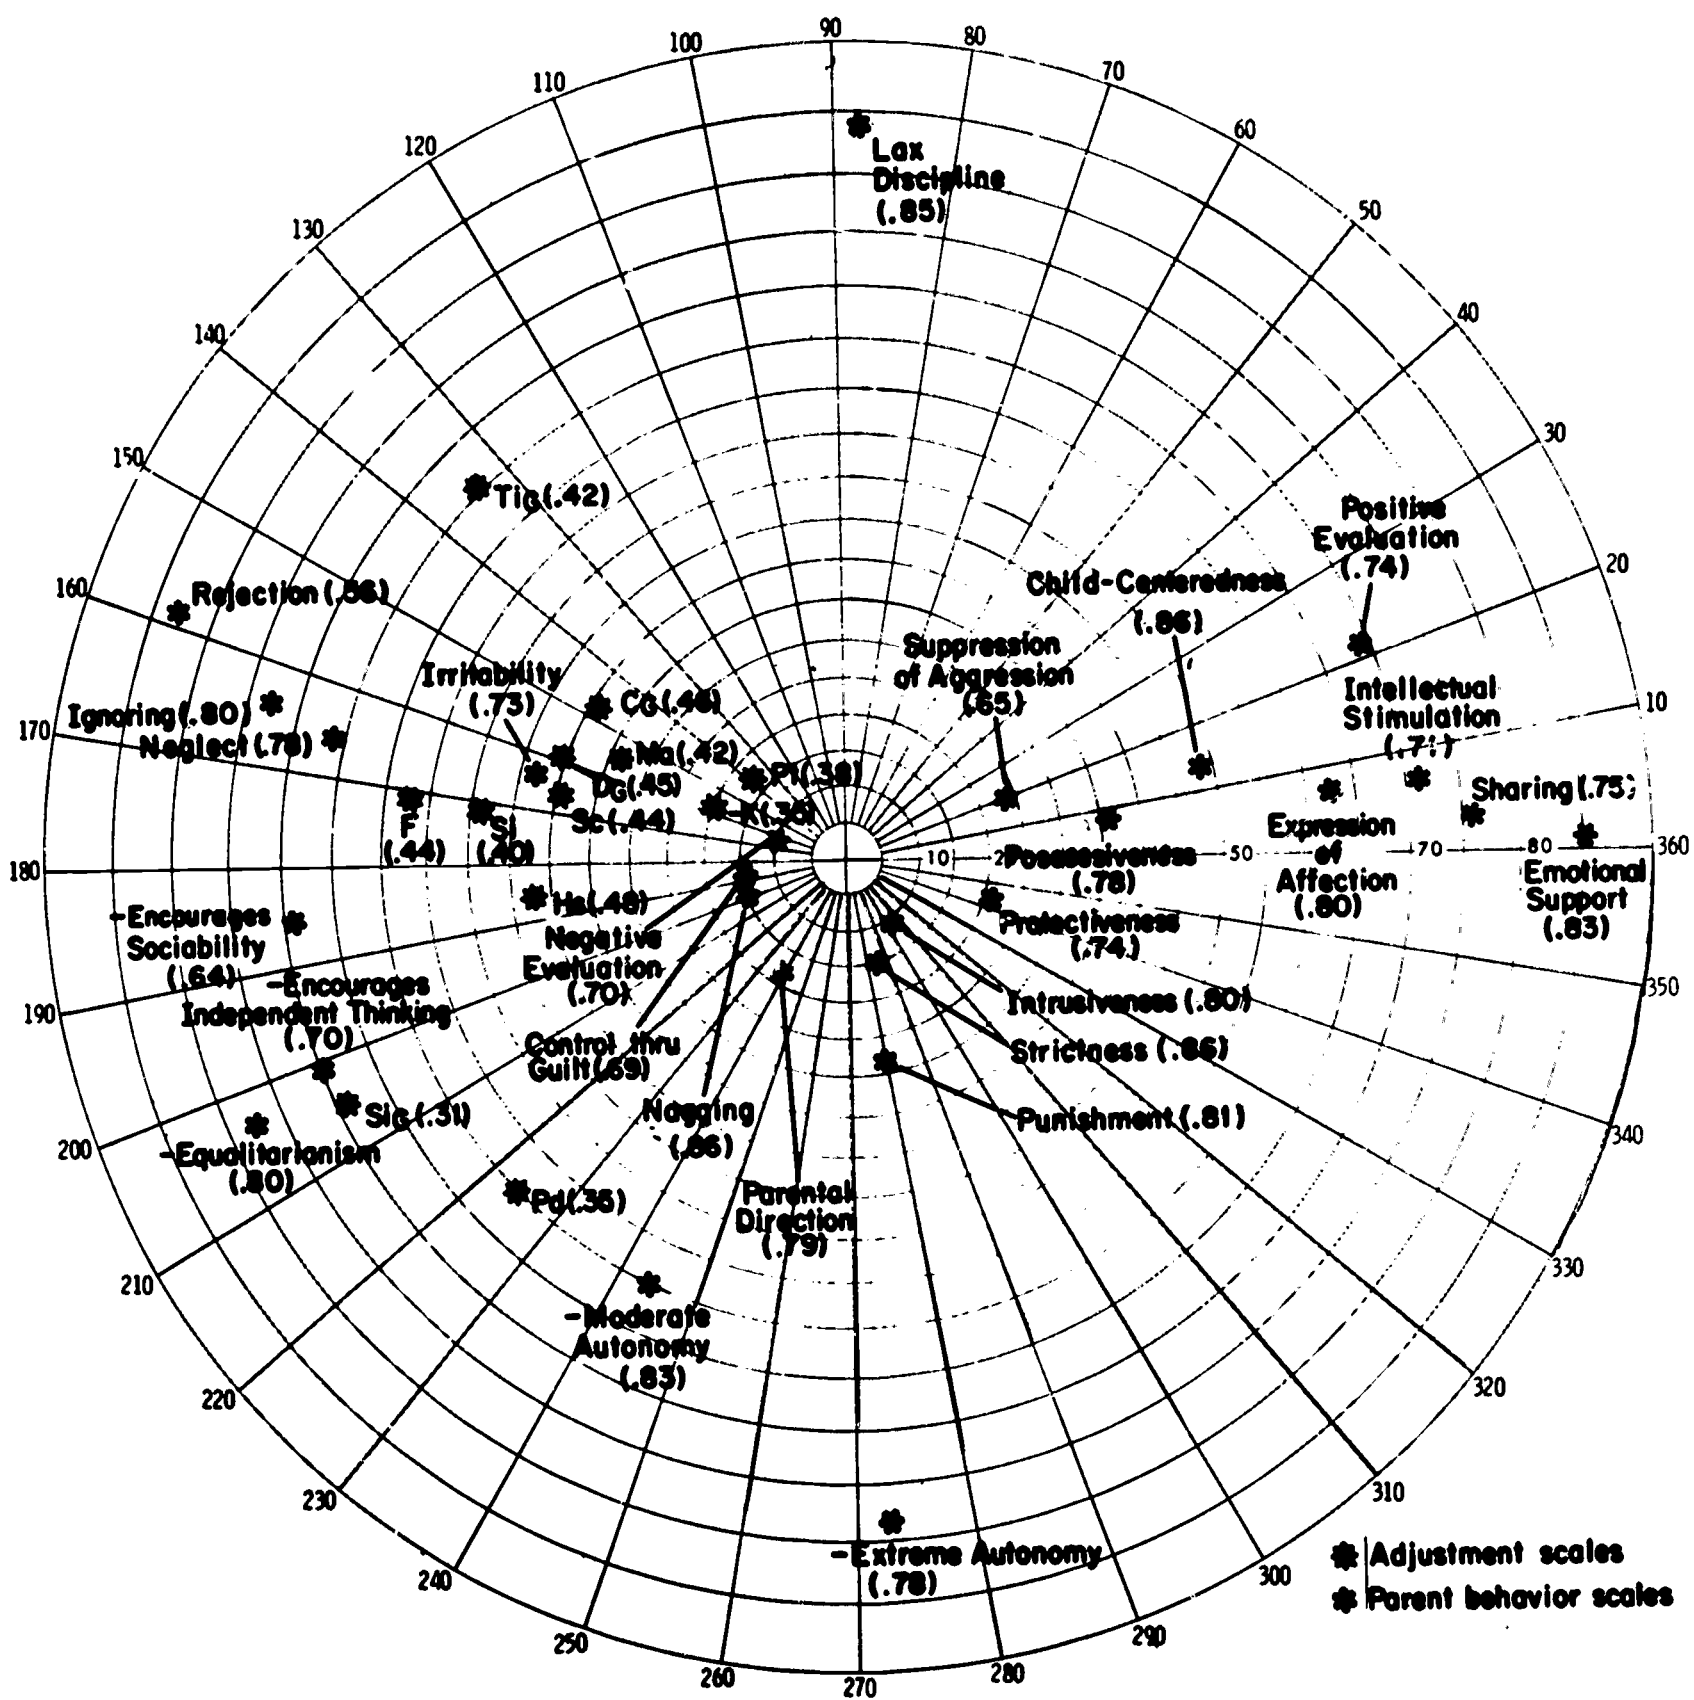 90
100
80
110
70
120
60
130
50
140
40
150
30
160
20
170
10
180
360
190
350
200
340
210
330
220
320
230
310
240
300
250
290
260
280
270
Lax
Discipline
(.85)
TiG(.42)
Positive
Evaluation
(.74)
Child-Centeredness
(.86)
Rejection (.56)
Suppression
of Aggression
(.65)
Irritability
(.73)
CG(.46)
Intellectual
Stimulation
Ignoring(.80)
Neglect(.78)
Ma(.42)
Pt(.38)
DG(.45)
-K(.36)
Sharing(.75)
Sc(.44)
F
(.44)
Si
(.40)
Expression
of
Affection
(.80)
10
50
70
80
Possessiveness
(.78)
Emotional
Support
(.83)
Hs(.48)
Protectiveness
(.74)
-Encourages
Sociability
(.64)
Negative
Evaluation
(.70)
-Encourages
Independent Thinking
(.70)
Intrusiveness (.80)
Control thru
Guilt(.69)
Strictness (.86)
SiG(.31)
Nagging
(.86)
Punishment(.81)
-Equalitarianism
(.80)
Pd(.35)
Parental
Direction
(.79)
-Moderate
Autonomy
(.83)
-Extreme Autonomy
(.78)
Adjustment scales
Parent behavior scales